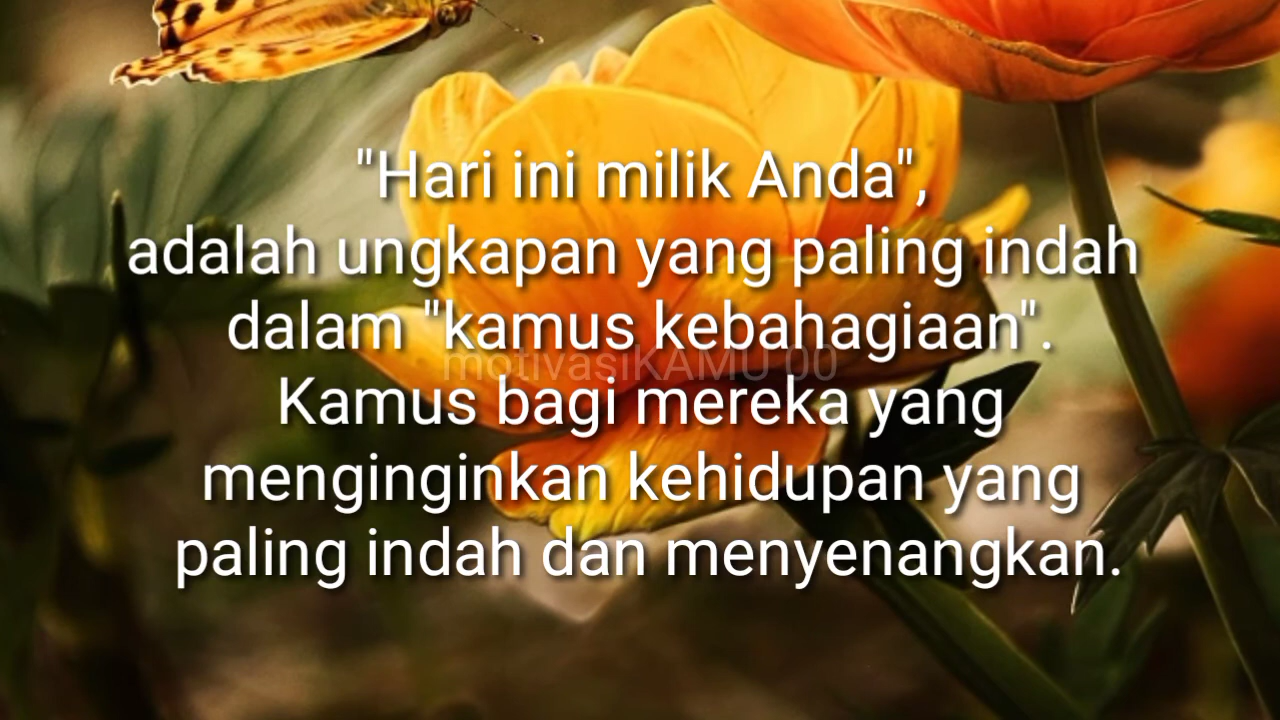 "Hari ini milik Anda",
adalah ungkapan yang paling indah
dalam "kamus kebahagiaan".
motivasiKAMU 00
Kamus bagi mereka yang
menginginkan kehidupan yang
paling indah dan menyenangkan.